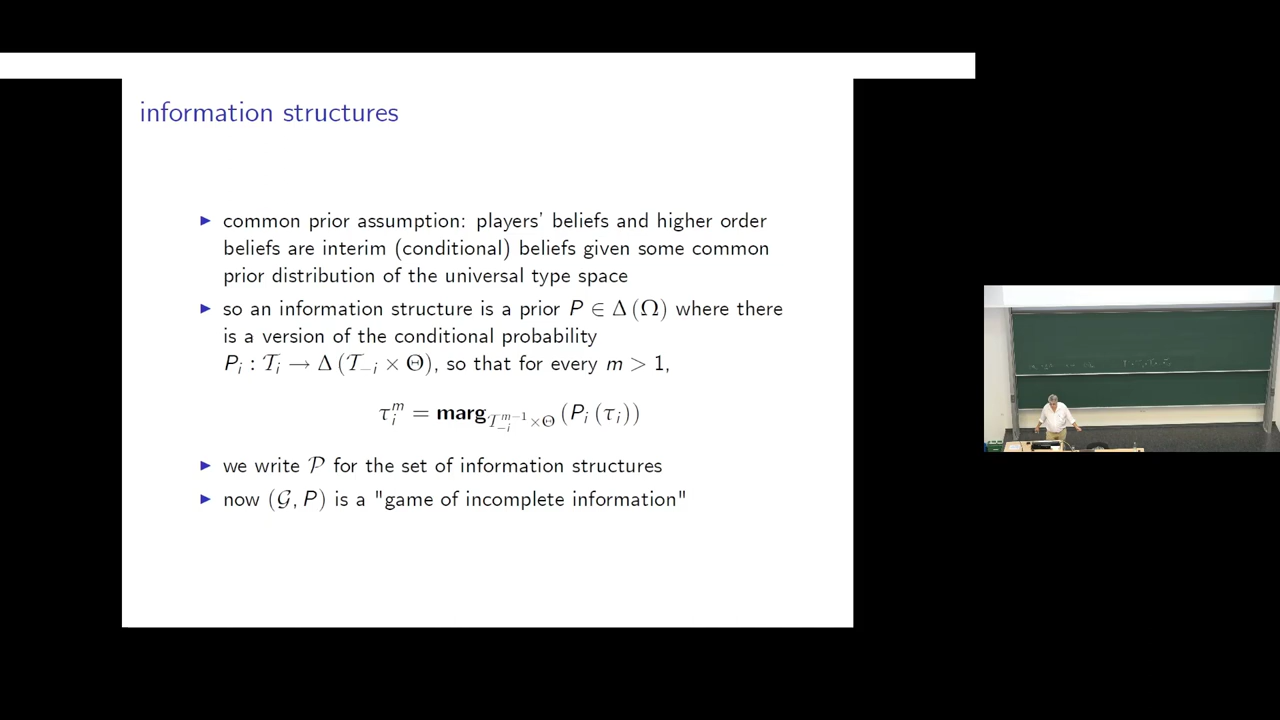 information structures
▶ common prior assumption: players' beliefs and higher order
beliefs are interim (conditional) beliefs given some common
prior distribution of the universal type space
▶ so an information structure is a prior P ∈ Δ (Ω) where there
is a version of the conditional probability
P_i : 𝒯_i → Δ (𝒯_{−i} × Θ), so that for every m > 1,
τ_i^m = marg_{𝒯_{−i}^{m−1}×Θ} (P_i (τ_i))
▶ we write 𝒫 for the set of information structures
▶ now (𝒢, P) is a "game of incomplete information"